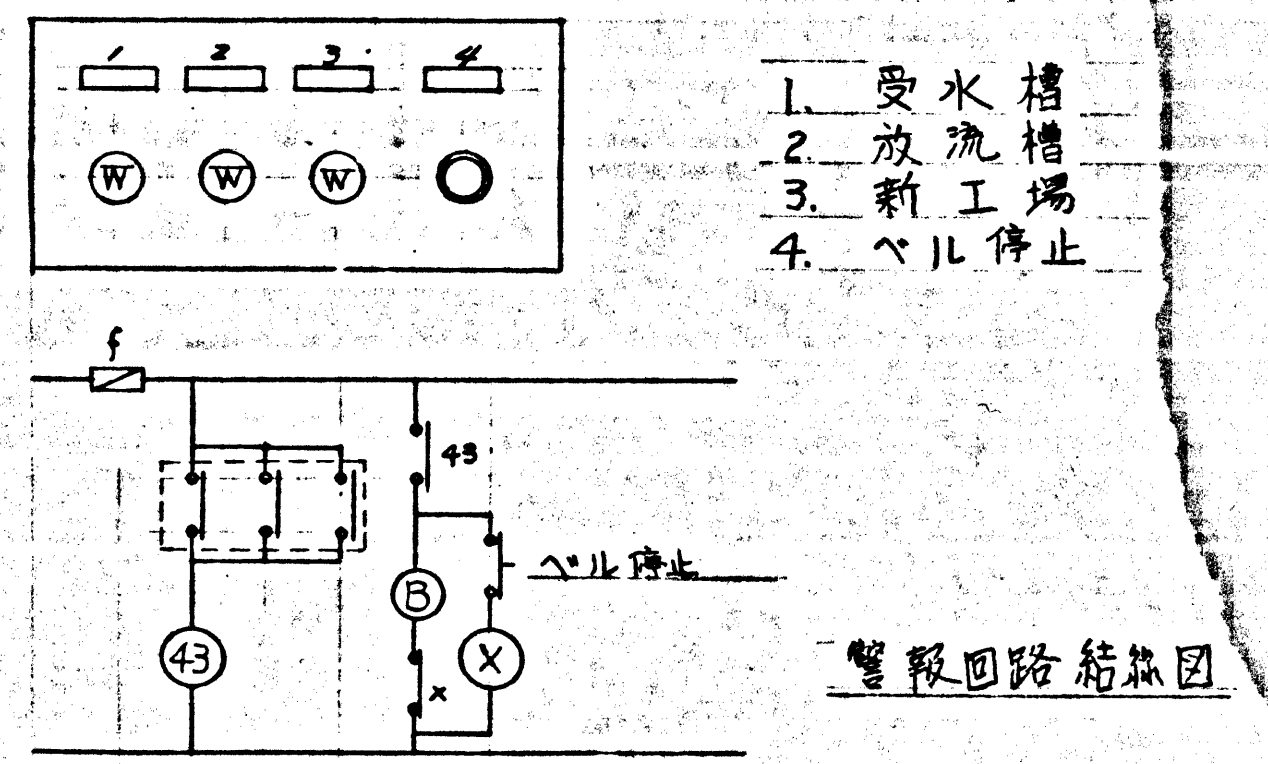 1 2 3 4
W W W
1. 受水槽
2. 放流槽
3. 新工場
4. ベル停止
f
43
ベル停止
B
43
X
x
警報回路結線図